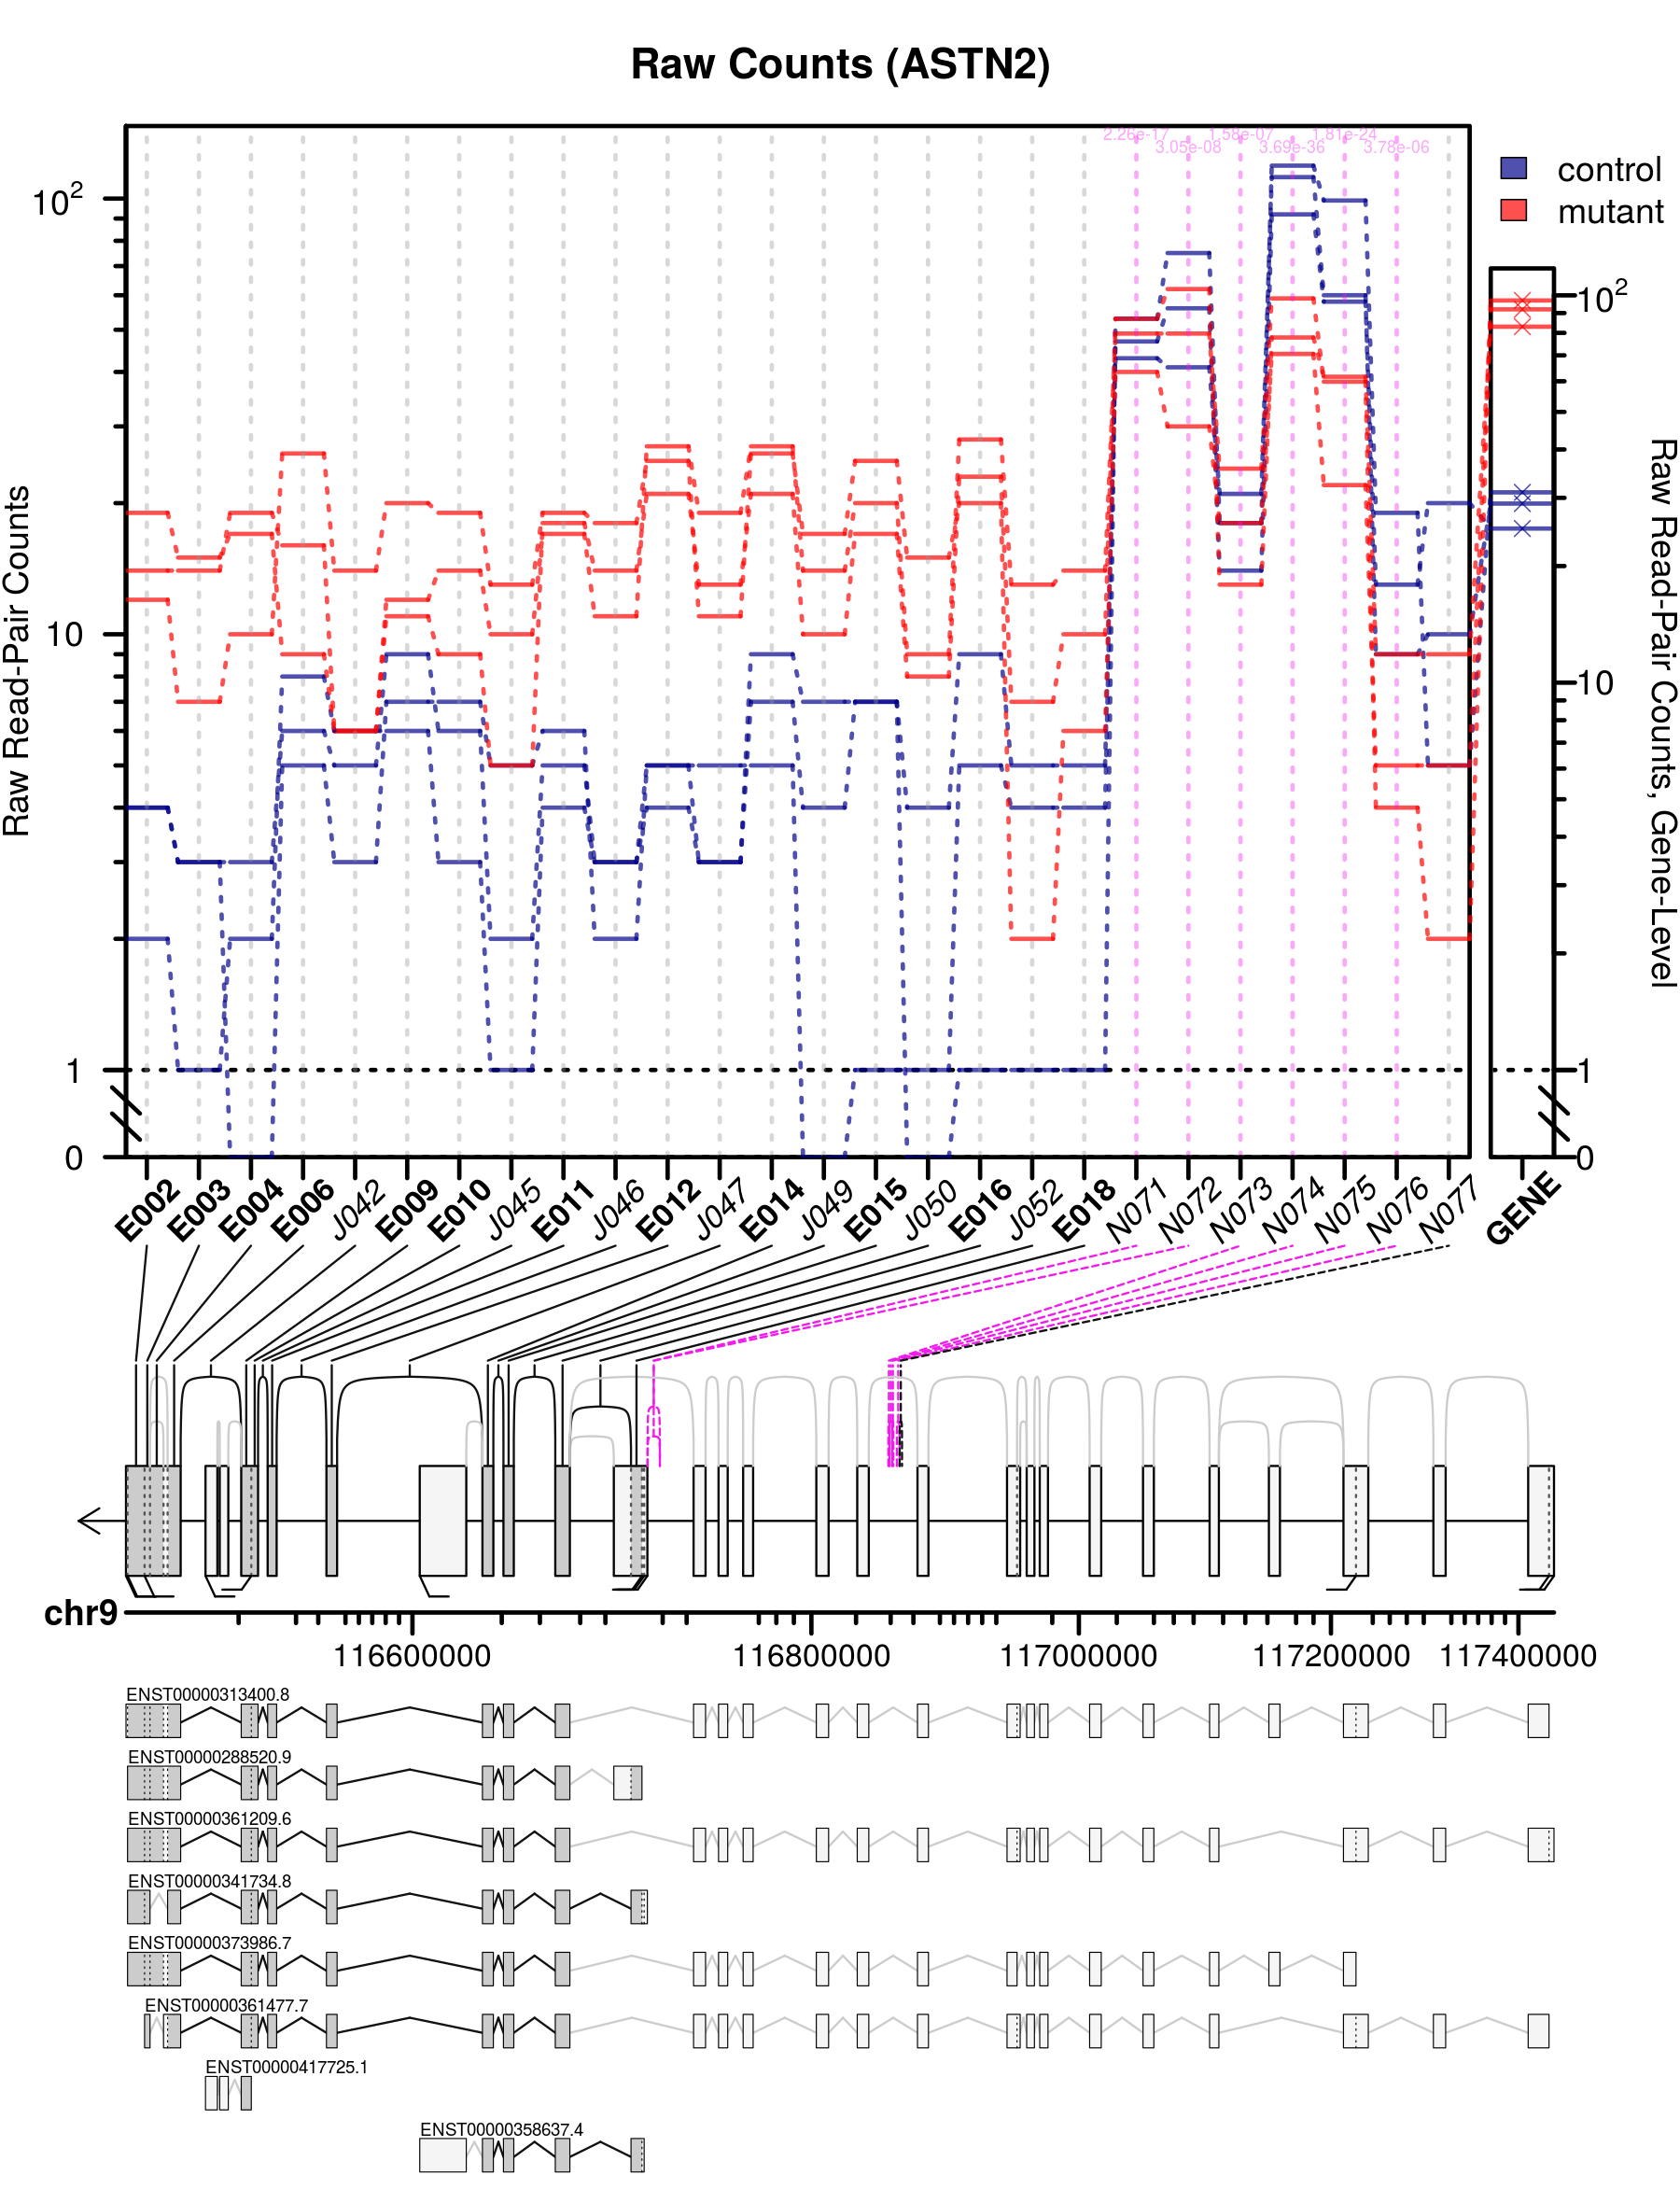 Raw Counts (ASTN2)
2.26e-17 1.58e-07 1.81e-24
3.05e-08 3.69e-36 3.78e-06
control
mutant
10²
10
1
0
Raw Read-Pair Counts
10²
10
1
0
Raw Read-Pair Counts, Gene-Level
E002 E003 E004 E006 J042 E009 E010 J045 E011 J046 E012 J047 E014 J049 E015 J050 E016 J052 E018 N071 N072 N073 N074 N075 N076 N077 GENE
chr9
116600000 116800000 117000000 117200000 117400000
ENST00000313400.8
ENST00000288520.9
ENST00000361209.6
ENST00000341734.8
ENST00000373986.7
ENST00000361477.7
ENST00000417725.1
ENST00000358637.4